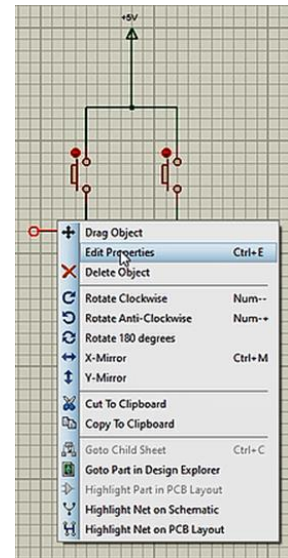 +5V
Drag Object
Edit Properties Ctrl+E
Delete Object
Rotate Clockwise Num--
Rotate Anti-Clockwise Num-+
Rotate 180 degrees
X-Mirror Ctrl+M
Y-Mirror
Cut To Clipboard
Copy To Clipboard
Goto Child Sheet Ctrl+C
Goto Part in Design Explorer
Highlight Part in PCB Layout
Highlight Net on Schematic
Highlight Net on PCB Layout